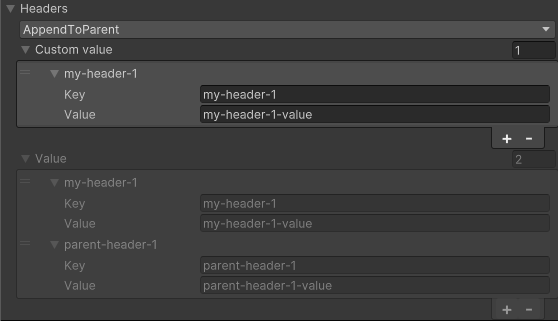 Headers
AppendToParent
Custom value 1
my-header-1
Key my-header-1
Value my-header-1-value
+ -
Value 2
my-header-1
Key my-header-1
Value my-header-1-value
parent-header-1
Key parent-header-1
Value parent-header-1-value
+ -